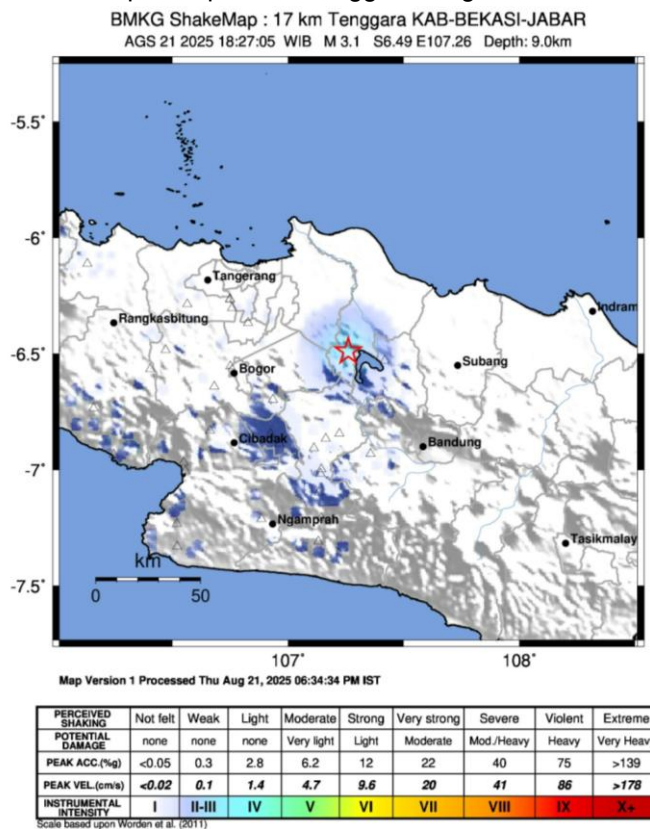 BMKG ShakeMap : 17 km Tenggara KAB-BEKASI-JABAR
AGS 21 2025 18:27:05 WIB M 3.1 S6.49 E107.26 Depth: 9.0km
-5.5
-6
Tangerang
Rangkasbitung
Indram
-6.5
Bogor
Subang
Cibadak
Bandung
-7
Ngamprah
Tasikmalay
-7.5
km
0 50
107
108
Map Version 1 Processed Thu Aug 21, 2025 06:34:34 PM IST
PERCEIVED SHAKING Not felt Weak Light Moderate Strong Very strong Severe Violent Extreme
POTENTIAL DAMAGE none none none Very light Light Moderate Mod./Heavy Heavy Very Heav
PEAK ACC.(%g) <0.05 0.3 2.8 6.2 12 22 40 75 >139
PEAK VEL.(cm/s) <0.02 0.1 1.4 4.7 9.6 20 41 86 >178
INSTRUMENTAL INTENSITY I II-III IV V VI VII VIII IX X+
Scale based upon Worden et al. (2011)